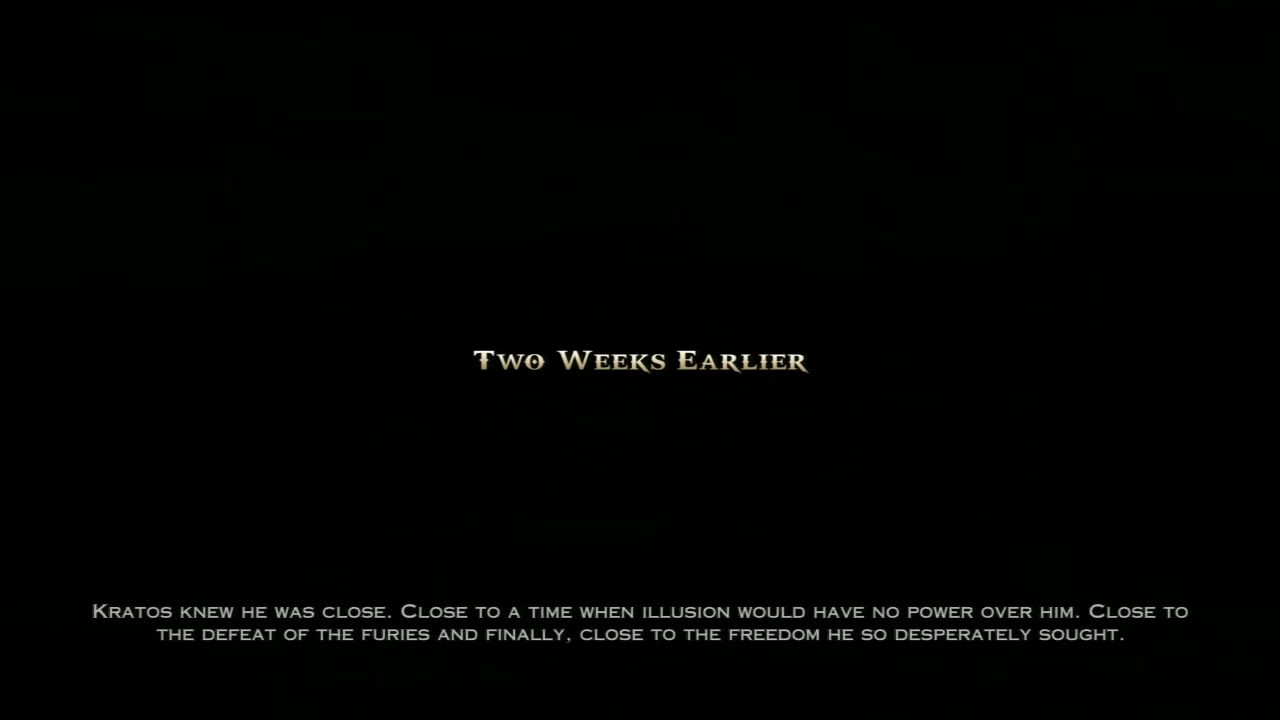 Two Weeks Earlier
Kratos knew he was close. Close to a time when illusion would have no power over him. Close to
the defeat of the Furies and finally, close to the freedom he so desperately sought.